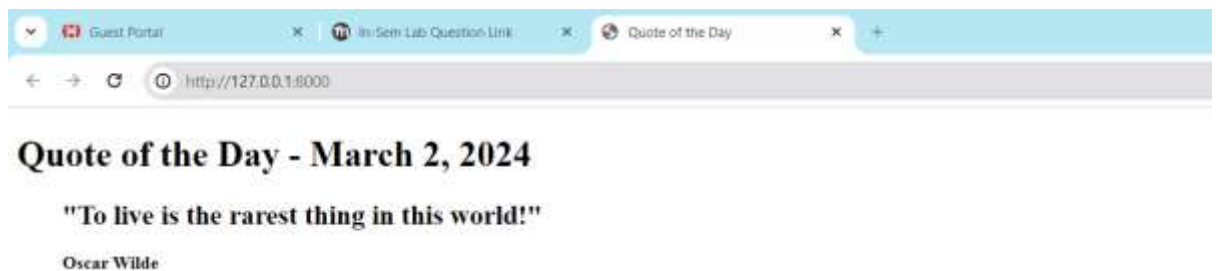 Guest Portal
In-Sem Lab Question Link
Quote of the Day
http://127.0.0.1:8000
Quote of the Day - March 2, 2024
"To live is the rarest thing in this world!"
Oscar Wilde